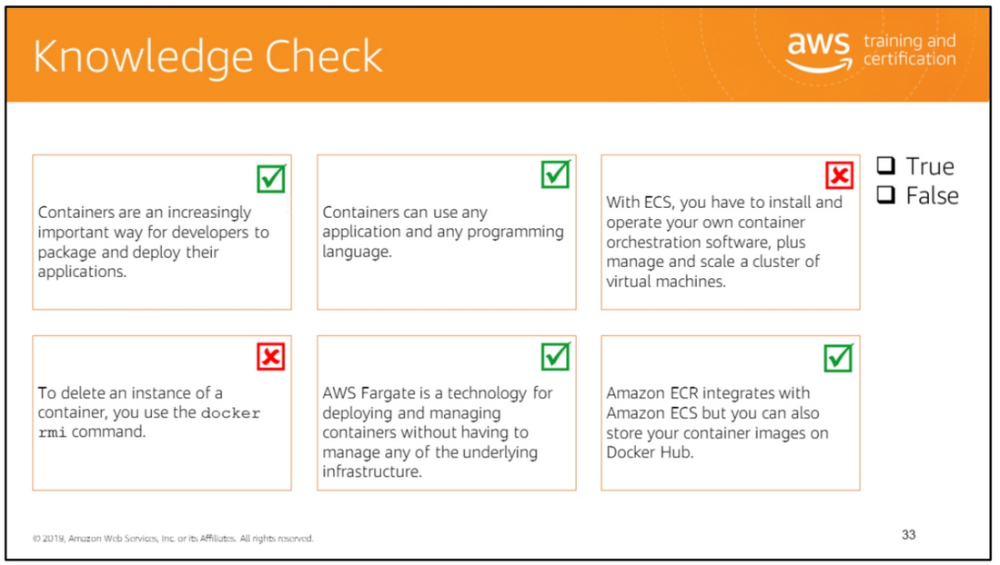 Knowledge Check
aws
training and
certification
Containers are an increasingly
important way for developers to
package and deploy their
applications.
Containers can use any
application and any programming
language.
With ECS, you have to install and
operate your own container
orchestration software, plus
manage and scale a cluster of
virtual machines.
True
False
To delete an instance of a
container, you use the docker
rmi command.
AWS Fargate is a technology for
deploying and managing
containers without having to
manage any of the underlying
infrastructure.
Amazon ECR integrates with
Amazon ECS but you can also
store your container images on
Docker Hub.
© 2019, Amazon Web Services, Inc. or its Affiliates. All rights reserved.
33